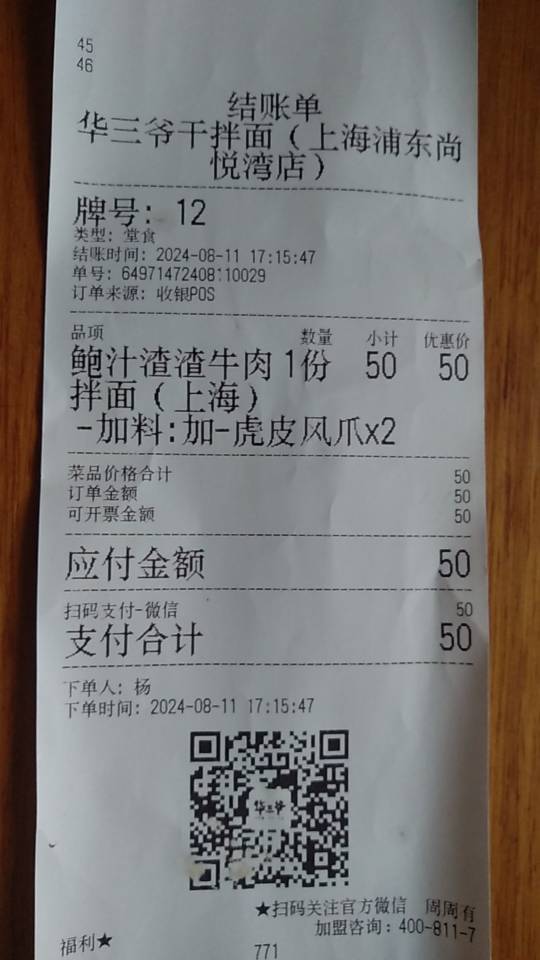 45
46
结账单
华三爷干拌面（上海浦东尚
悦湾店）
牌号: 12
类型: 堂食
结账时间: 2024-08-11 17:15:47
单号: 64971472408110029
订单来源: 收银POS
品项 数量 小计 优惠价
鲍汁渣渣牛肉 1份 50 50
拌面（上海）
-加料:加-虎皮风爪x2
菜品价格合计 50
订单金额 50
可开票金额 50
应付金额 50
扫码支付-微信 50
支付合计 50
下单人: 杨
下单时间: 2024-08-11 17:15:47
华三爷
★扫码关注官方微信 周周有
福利★
加盟咨询: 400-811-7
771